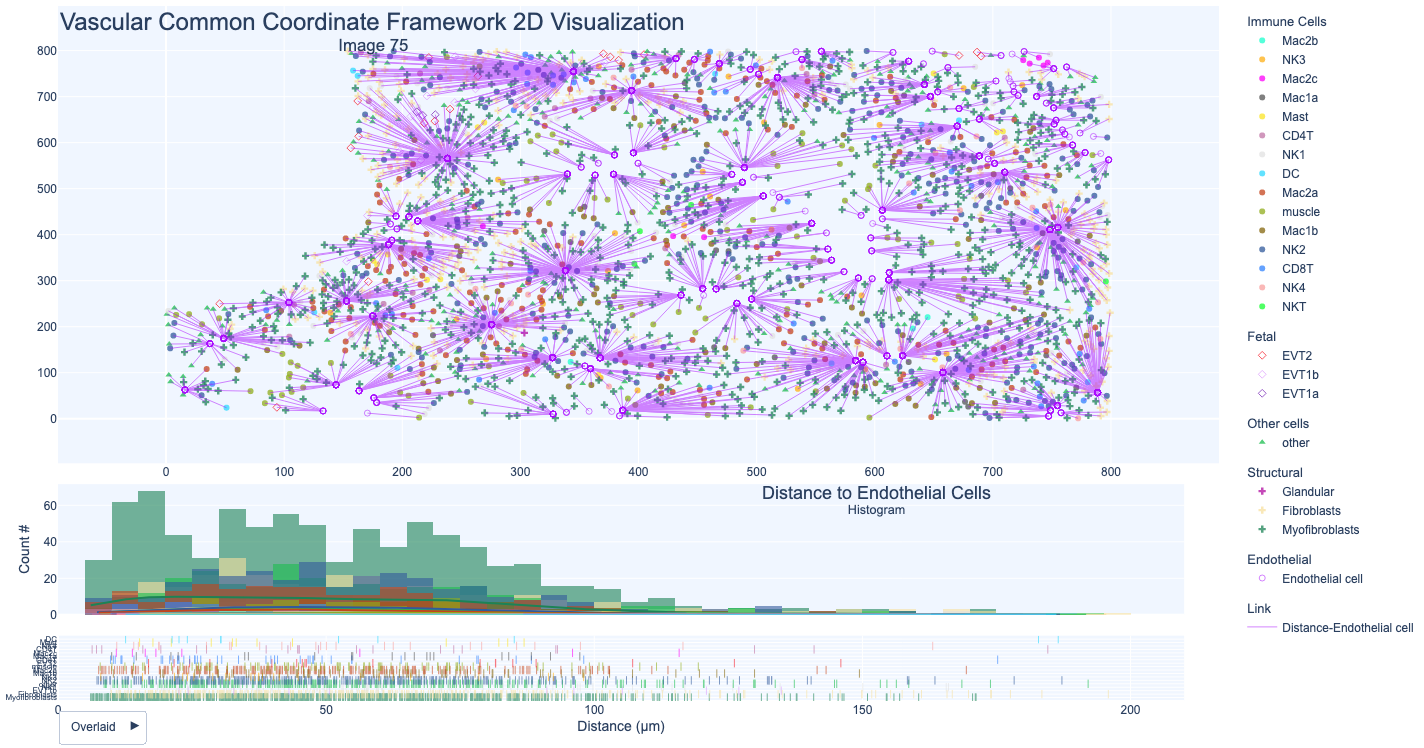 Vascular Common Coordinate Framework 2D Visualization
Image 75
800
700
600
500
400
300
200
100
0
0 100 200 300 400 500 600 700 800
Immune Cells
Mac2b
NK3
Mac2c
Mac1a
Mast
CD4T
NK1
DC
Mac2a
muscle
Mac1b
NK2
CD8T
NK4
NKT
Fetal
EVT2
EVT1b
EVT1a
Other cells
other
Structural
Glandular
Fibroblasts
Myofibroblasts
Endothelial
Endothelial cell
Link
Distance-Endothelial cell
Distance to Endothelial Cells
Histogram
Count #
60
40
20
0
DC
Fibroblasts
Myofibroblasts
0 50 100 150 200
Distance (μm)
Overlaid ►